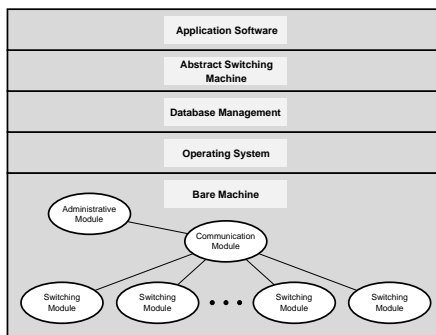 Application Software
Abstract Switching
Machine
Database Management
Operating System
Bare Machine
Administrative
Module
Communication
Module
Switching
Module
Switching
Module
• • •
Switching
Module
Switching
Module